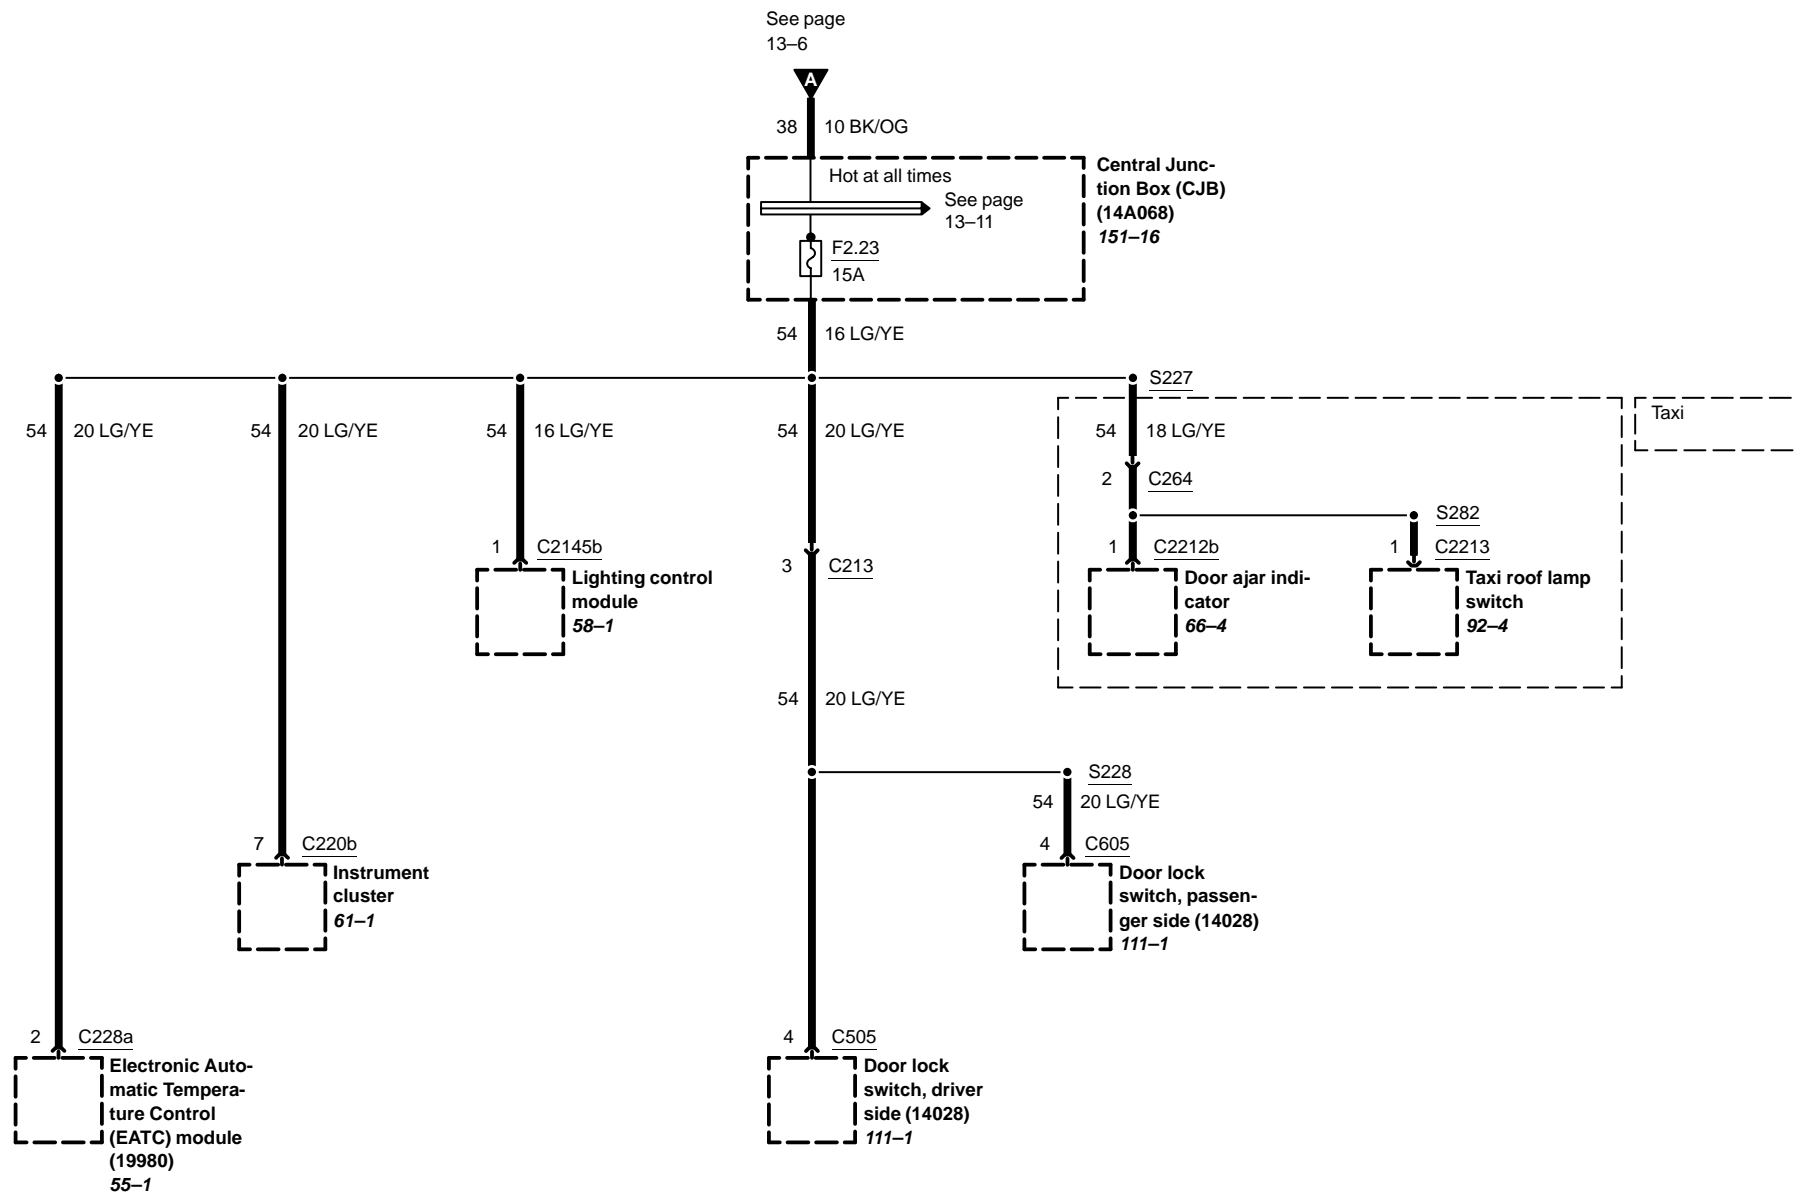 See page
13–6
A
38
10 BK/OG
Central Junc-
tion Box (CJB)
(14A068)
151–16
Hot at all times
See page
13–11
F2.23
15A
54
16 LG/YE
S227
Taxi
54
20 LG/YE
54
20 LG/YE
54
16 LG/YE
54
20 LG/YE
54
18 LG/YE
2
C264
S282
1
C2145b
Lighting control
module
58–1
3
C213
1
C2212b
Door ajar indi-
cator
66–4
1
C2213
Taxi roof lamp
switch
92–4
54
20 LG/YE
S228
54
20 LG/YE
7
C220b
Instrument
cluster
61–1
4
C605
Door lock
switch, passen-
ger side (14028)
111–1
2
C228a
Electronic Auto-
matic Tempera-
ture Control
(EATC) module
(19980)
55–1
4
C505
Door lock
switch, driver
side (14028)
111–1